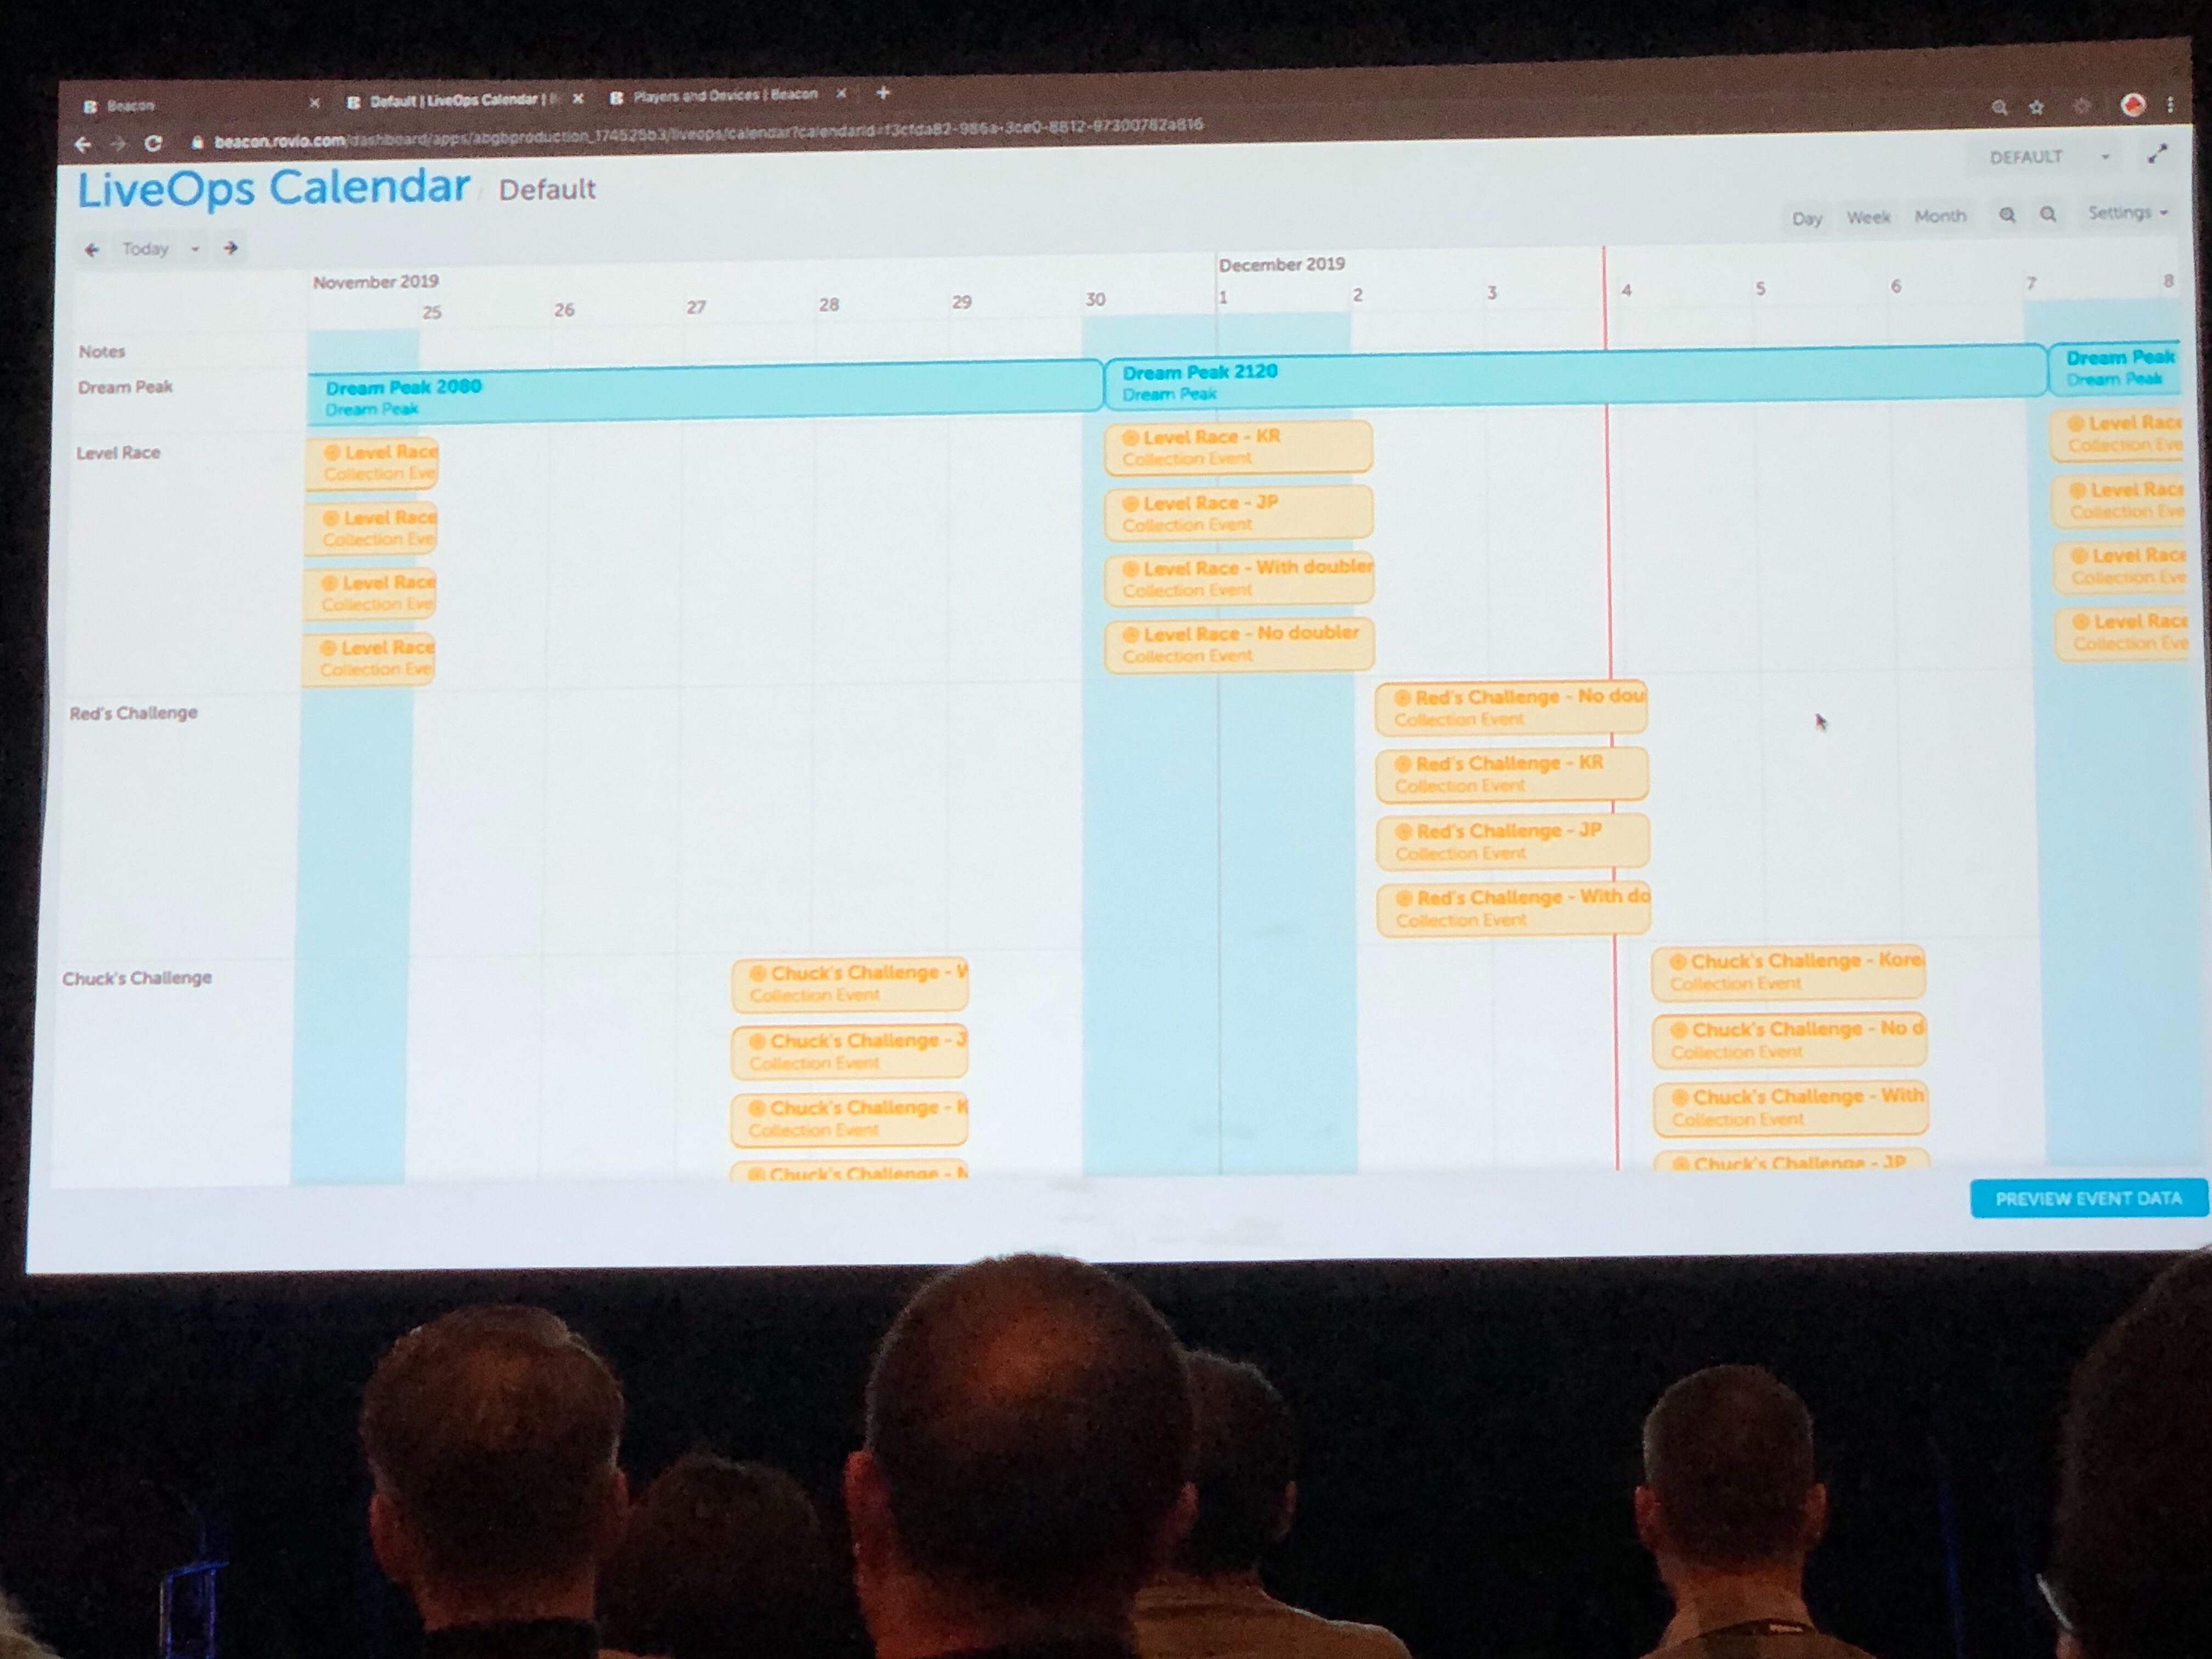 Beacon
Default | LiveOps Calendar |
Players and Devices | Beacon
beacon.rovio.com/dashboard/apps/abgbproduction_174525b3/liveops/calendar?calendarId=f3cfda82-986a-3ce0-8812-97300782a816
LiveOps Calendar / Default
DEFAULT
Today
Day Week Month Settings
November 2019 December 2019
25 26 27 28 29 30 1 2 3 4 5 6 7 8
Notes
Dream Peak
Dream Peak 2080
Dream Peak
Dream Peak 2120
Dream Peak
Dream Peak
Dream Peak
Level Race
Level Race
Collection Eve
Level Race
Collection Eve
Level Race
Collection Eve
Level Race
Collection Eve
Level Race - KR
Collection Event
Level Race - JP
Collection Event
Level Race - With doubler
Collection Event
Level Race - No doubler
Collection Event
Level Race
Collection Eve
Level Race
Collection Eve
Level Race
Collection Eve
Level Race
Collection Eve
Red's Challenge
Red's Challenge - No dou
Collection Event
Red's Challenge - KR
Collection Event
Red's Challenge - JP
Collection Event
Red's Challenge - With do
Collection Event
Chuck's Challenge
Chuck's Challenge - W
Collection Event
Chuck's Challenge - J
Collection Event
Chuck's Challenge - K
Collection Event
Chuck's Challenge - N
Chuck's Challenge - Kore
Collection Event
Chuck's Challenge - No d
Collection Event
Chuck's Challenge - With
Collection Event
Chuck's Challenge - JP
PREVIEW EVENT DATA